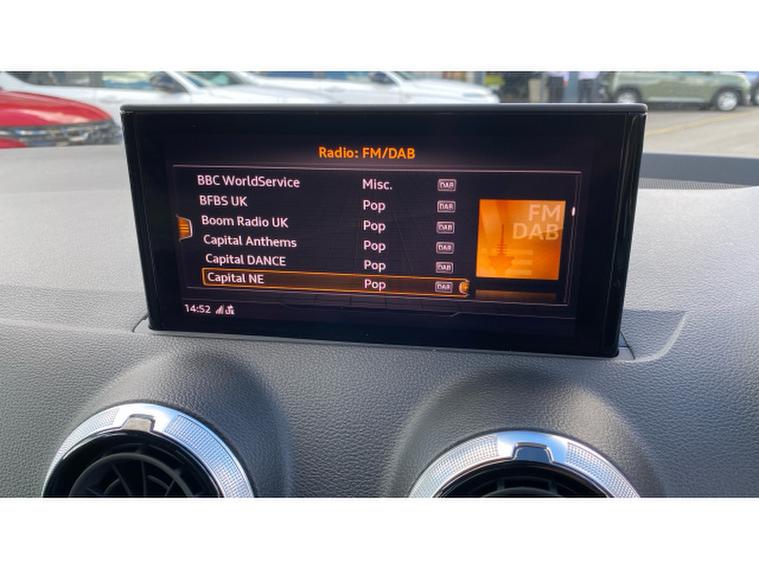 Radio: FM/DAB
BBC WorldService Misc. DAB
BFBS UK Pop DAB
Boom Radio UK Pop DAB
Capital Anthems Pop DAB
Capital DANCE Pop DAB
Capital NE Pop DAB
FM
DAB
14:52 LTE